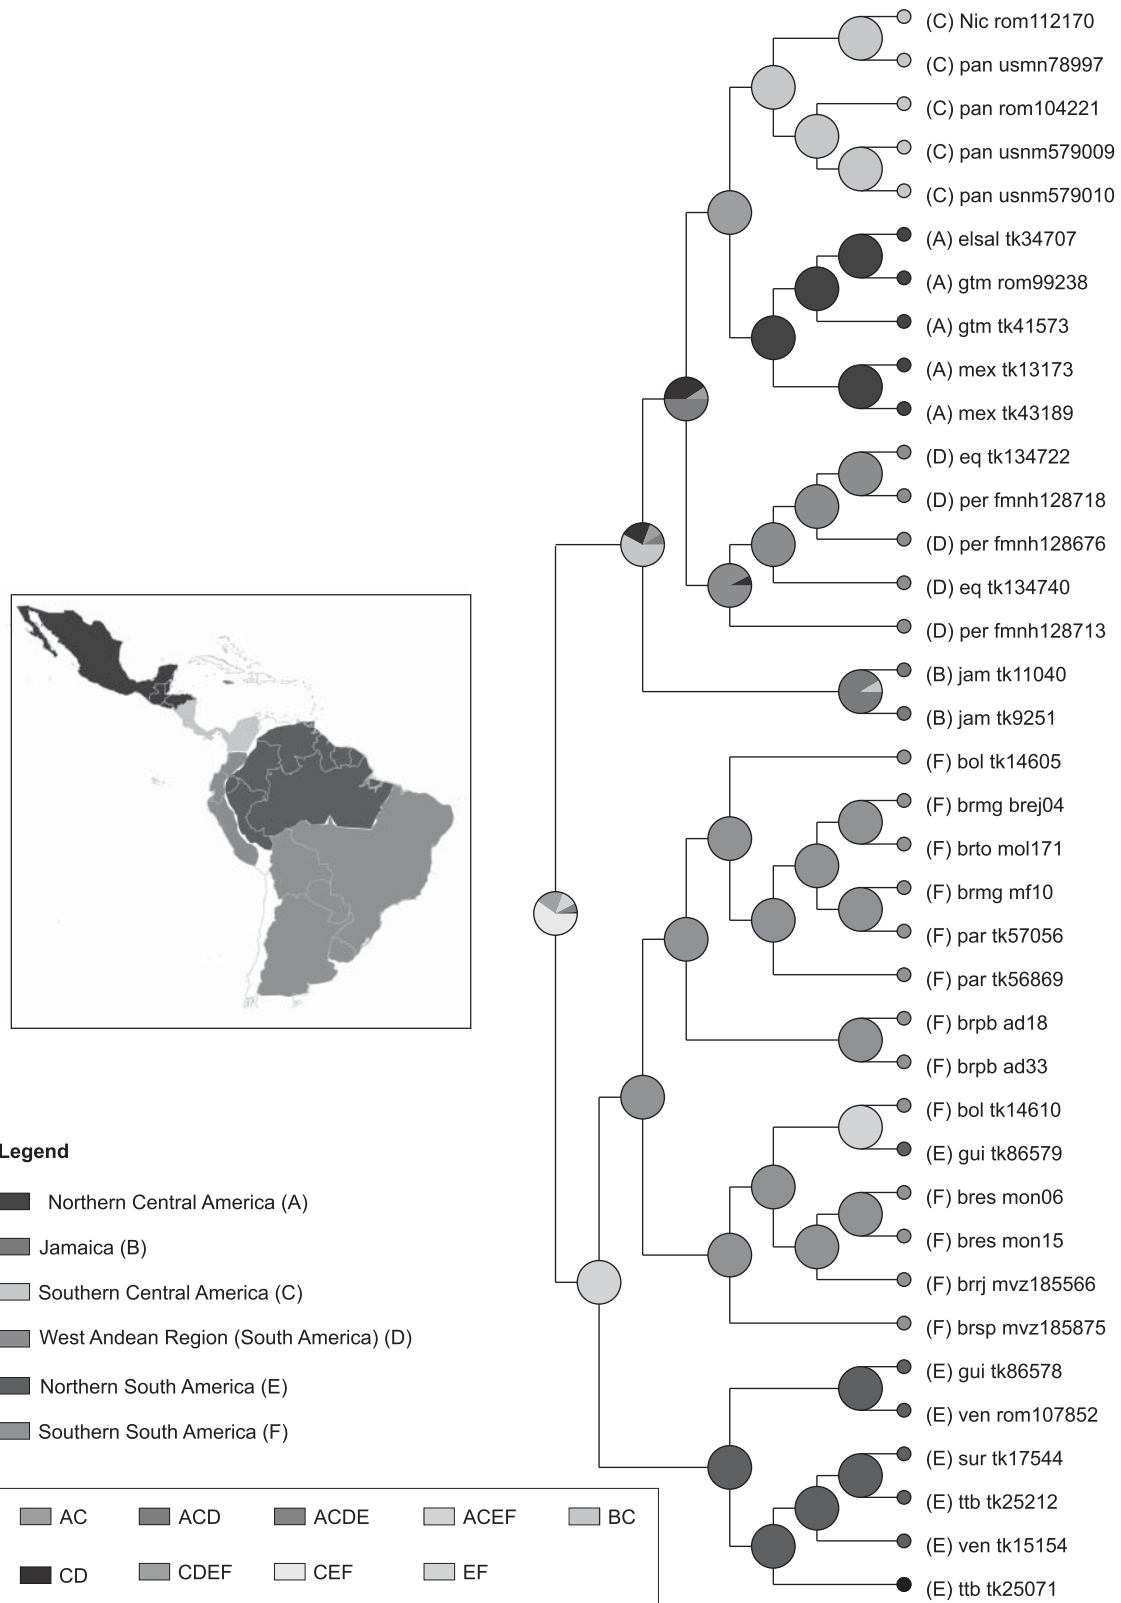 (C) Nic rom112170
(C) pan usmn78997
(C) pan rom104221
(C) pan usnm579009
(C) pan usnm579010
(A) elsal tk34707
(A) gtm rom99238
(A) gtm tk41573
(A) mex tk13173
(A) mex tk43189
(D) eq tk134722
(D) per fmnh128718
(D) per fmnh128676
(D) eq tk134740
(D) per fmnh128713
(B) jam tk11040
(B) jam tk9251
(F) bol tk14605
(F) brmg brej04
(F) brto mol171
(F) brmg mf10
(F) par tk57056
(F) par tk56869
(F) brpb ad18
(F) brpb ad33
(F) bol tk14610
(E) gui tk86579
(F) bres mon06
(F) bres mon15
(F) brrj mvz185566
(F) brsp mvz185875
(E) gui tk86578
(E) ven rom107852
(E) sur tk17544
(E) ttb tk25212
(E) ven tk15154
(E) ttb tk25071
Legend
Northern Central America (A)
Jamaica (B)
Southern Central America (C)
West Andean Region (South America) (D)
Northern South America (E)
Southern South America (F)
AC ACD ACDE ACEF BC
CD CDEF CEF EF